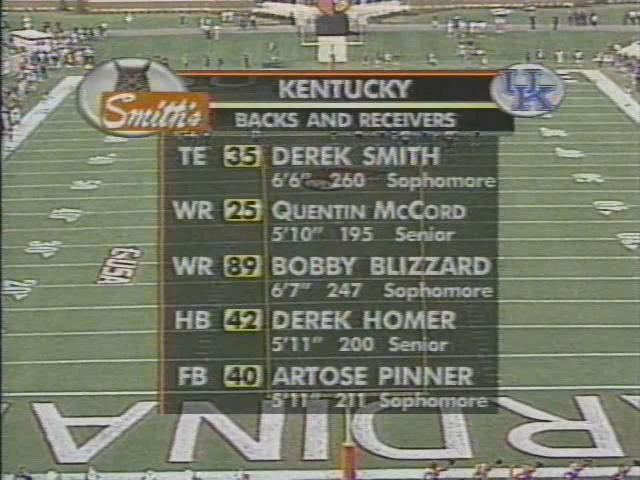 KENTUCKY
Smith's
UK
BACKS AND RECEIVERS
TE 35 DEREK SMITH
6'6" 260 Sophomore
WR 25 QUENTIN MCCORD
5'10" 195 Senior
WR 89 BOBBY BLIZZARD
6'7" 247 Sophomore
HB 42 DEREK HOMER
5'11" 200 Senior
FB 40 ARTOSE PINNER
5'11" 211 Sophomore
C-USA
ARDINA